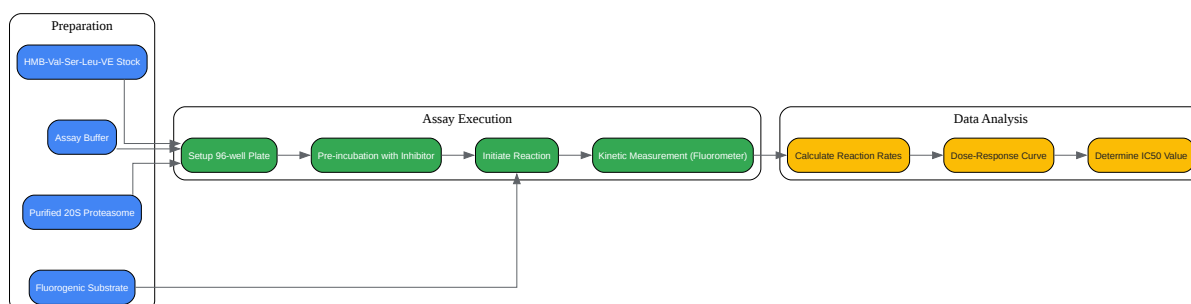 Preparation
HMB-Val-Ser-Leu-VE Stock
Assay Buffer
Purified 20S Proteasome
Fluorogenic Substrate
Assay Execution
Setup 96-well Plate
Pre-incubation with Inhibitor
Initiate Reaction
Kinetic Measurement (Fluorometer)
Data Analysis
Calculate Reaction Rates
Dose-Response Curve
Determine IC50 Value